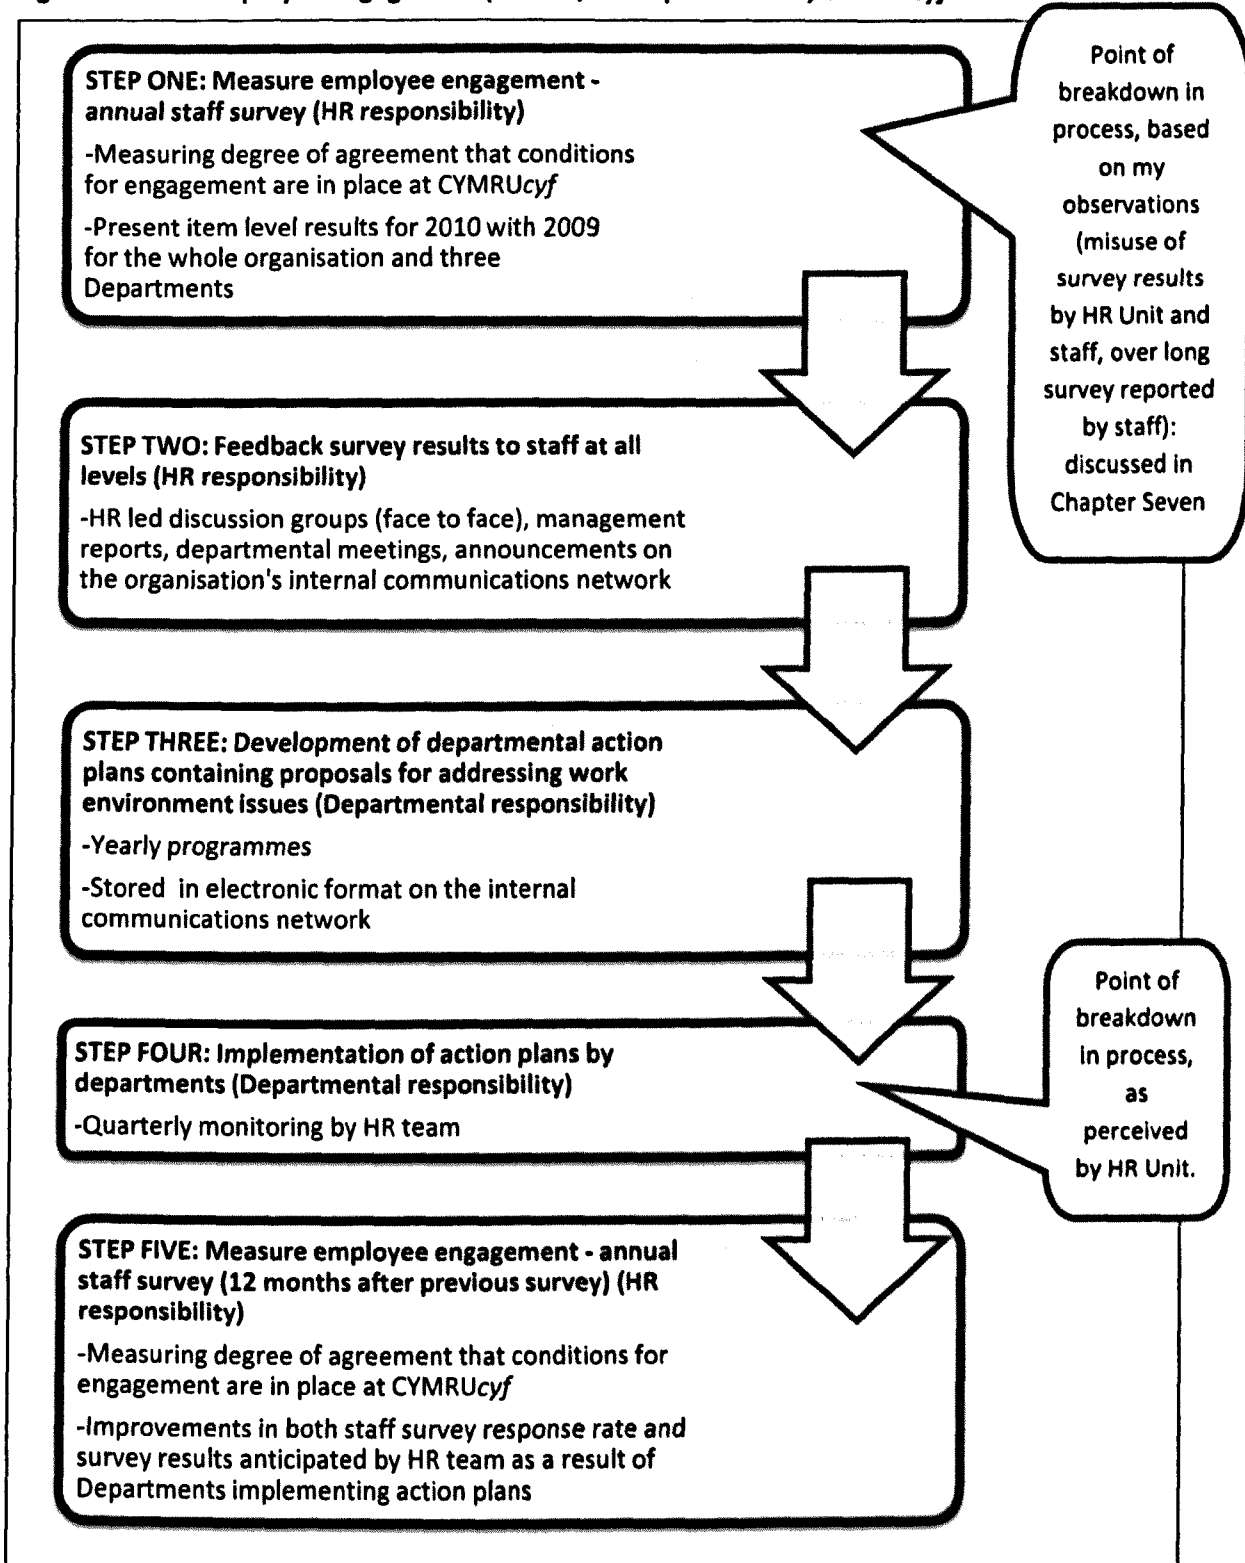 STEP ONE: Measure employee engagement -
annual staff survey (HR responsibility)
-Measuring degree of agreement that conditions
for engagement are in place at CYMRUcyf
-Present item level results for 2010 with 2009
for the whole organisation and three
Departments
Point of
breakdown in
process, based
on my
observations
(misuse of
survey results
by HR Unit and
staff, over long
survey reported
by staff):
discussed in
Chapter Seven
STEP TWO: Feedback survey results to staff at all
levels (HR responsibility)
-HR led discussion groups (face to face), management
reports, departmental meetings, announcements on
the organisation's internal communications network
STEP THREE: Development of departmental action
plans containing proposals for addressing work
environment issues (Departmental responsibility)
-Yearly programmes
-Stored in electronic format on the internal
communications network
STEP FOUR: Implementation of action plans by
departments (Departmental responsibility)
-Quarterly monitoring by HR team
Point of
breakdown
in process,
as
perceived
by HR Unit.
STEP FIVE: Measure employee engagement - annual
staff survey (12 months after previous survey) (HR
responsibility)
-Measuring degree of agreement that conditions for
engagement are in place at CYMRUcyf
-Improvements in both staff survey response rate and
survey results anticipated by HR team as a result of
Departments implementing action plans